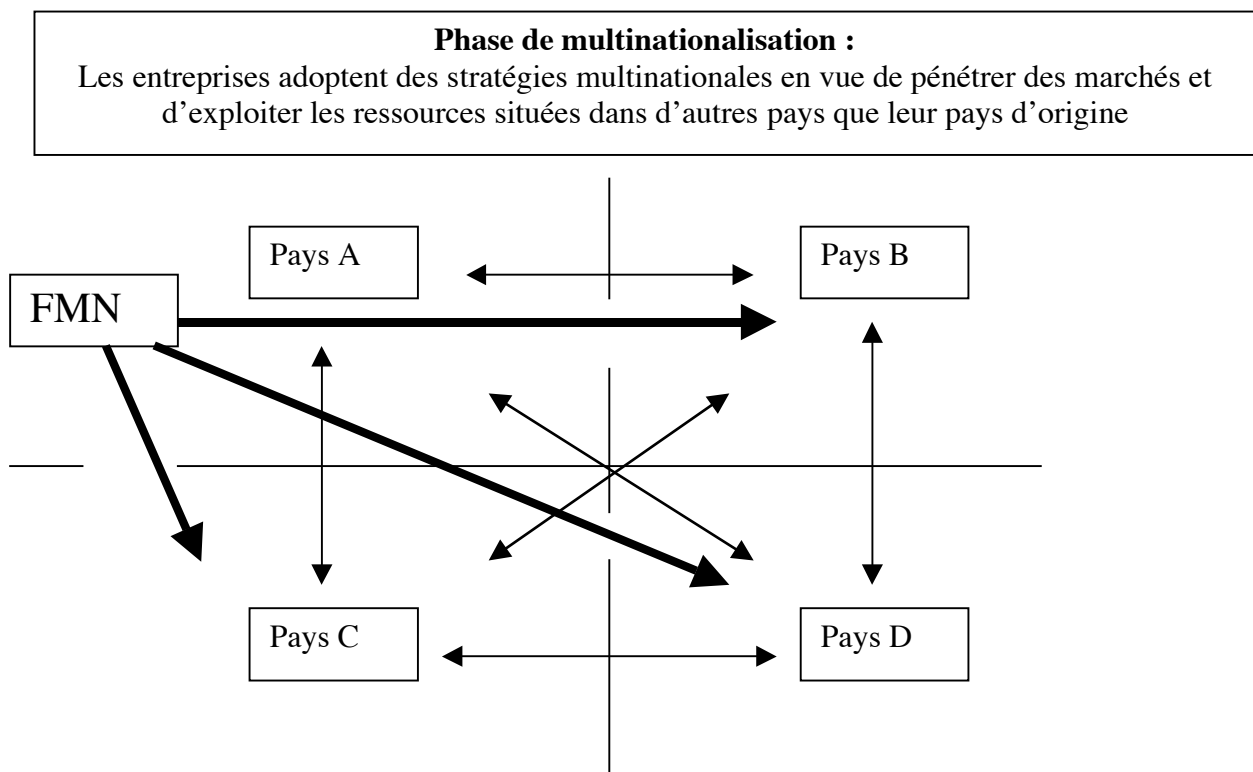 Phase de multinationalisation :
Les entreprises adoptent des stratégies multinationales en vue de pénétrer des marchés et
d’exploiter les ressources situées dans d’autres pays que leur pays d’origine
Pays A
Pays B
FMN
Pays C
Pays D